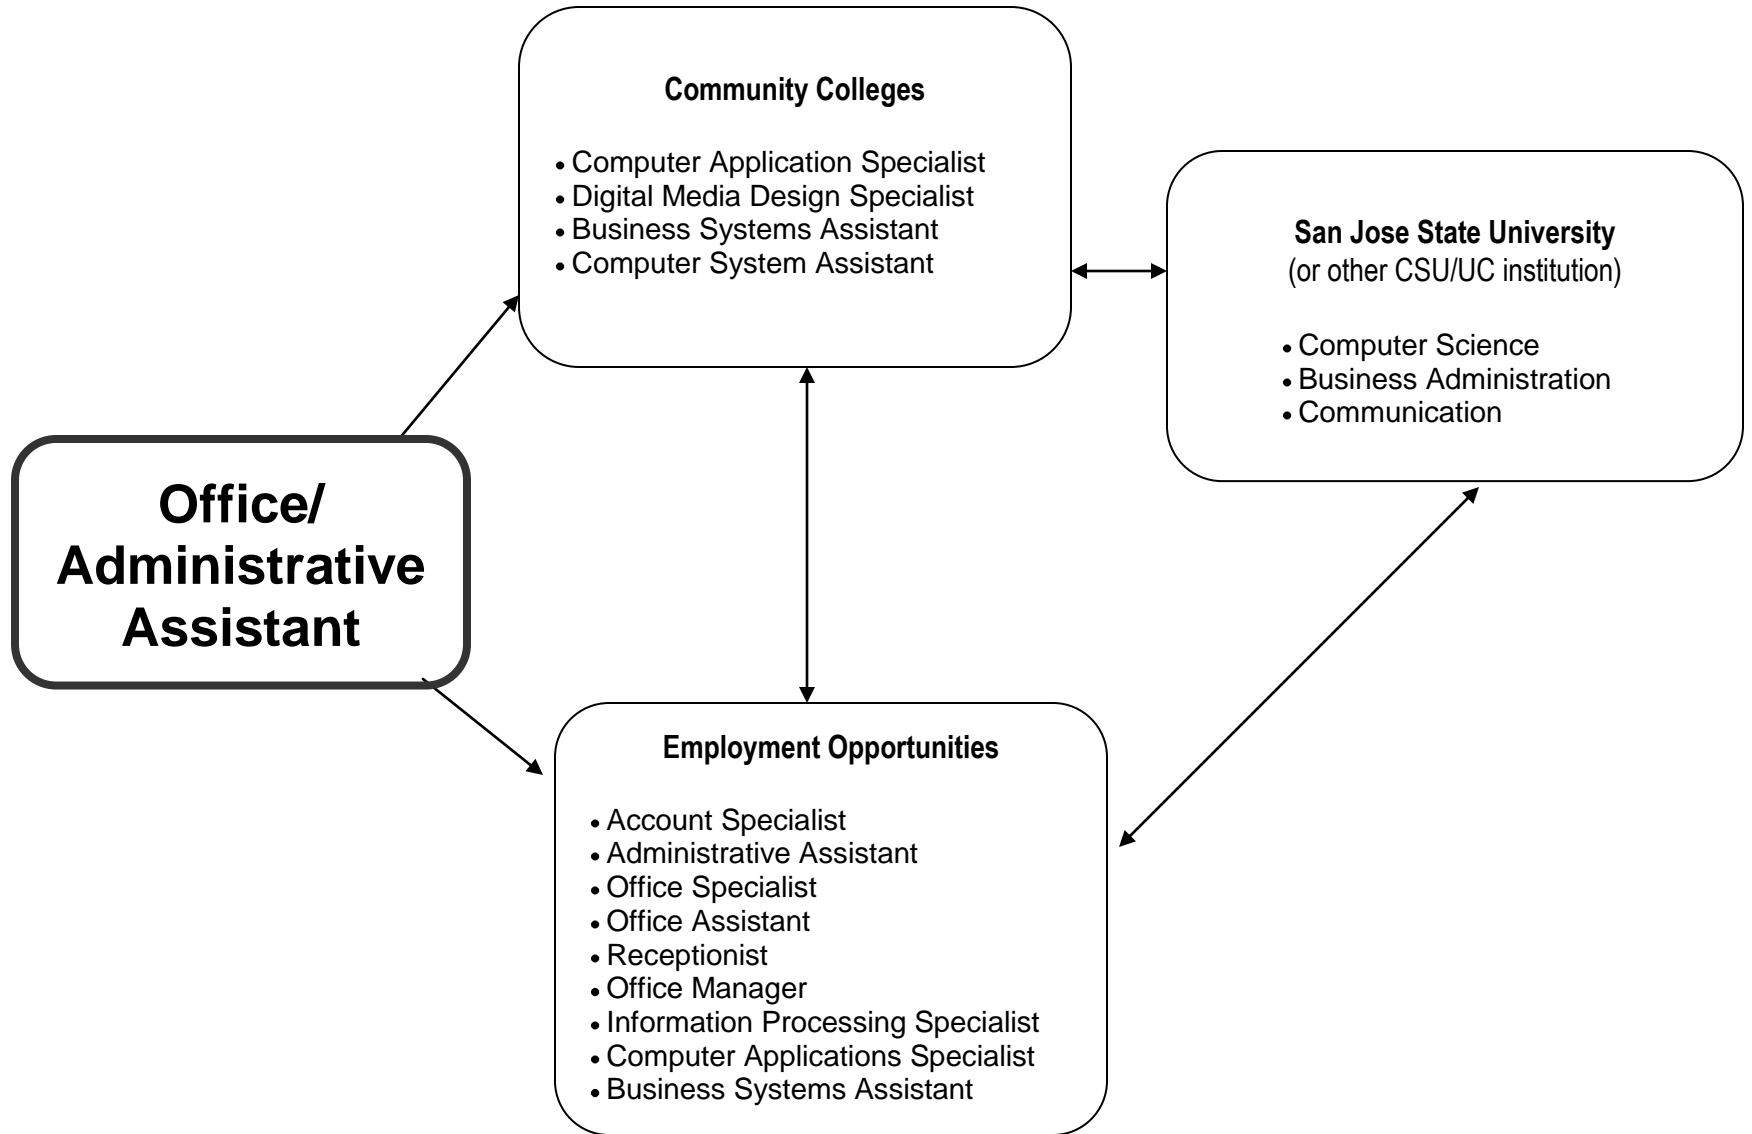 Community Colleges
• Computer Application Specialist
• Digital Media Design Specialist
• Business Systems Assistant
• Computer System Assistant
San Jose State University
(or other CSU/UC institution)
• Computer Science
• Business Administration
• Communication
Office/
Administrative
Assistant
Employment Opportunities
• Account Specialist
• Administrative Assistant
• Office Specialist
• Office Assistant
• Receptionist
• Office Manager
• Information Processing Specialist
• Computer Applications Specialist
• Business Systems Assistant